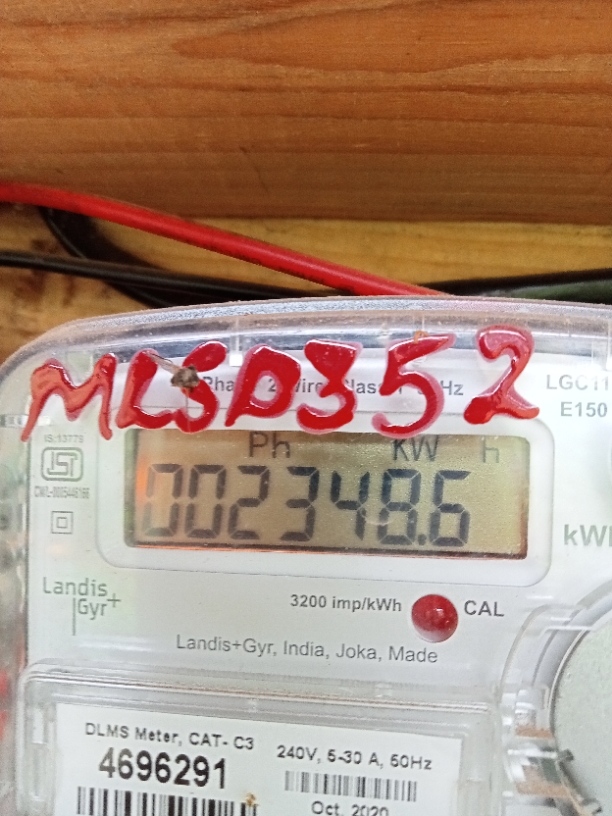 MLSD352
Hz
LGC11
E150
IS:13779
Ph KW h
002348.6
kWh
Landis
Gyr+
3200 imp/kWh CAL
Landis+Gyr, India, Joka, Made
DLMS Meter, CAT- C3
240V, 5-30 A, 50Hz
4696291
Oct. 2020